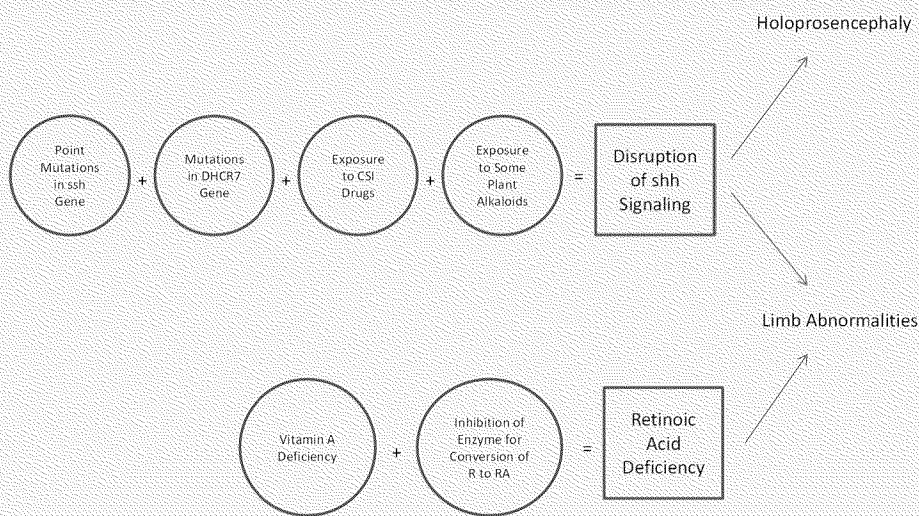 Holoprosencephaly
Point
Mutations
in ssh
Gene
+
Mutations
in DHCR7
Gene
+
Exposure
to CSI
Drugs
+
Exposure
to Some
Plant
Alkaloids
=
Disruption
of shh
Signaling
Limb Abnormalities
Vitamin A
Deficiency
+
Inhibition of
Enzyme for
Conversion of
R to RA
=
Retinoic
Acid
Deficiency